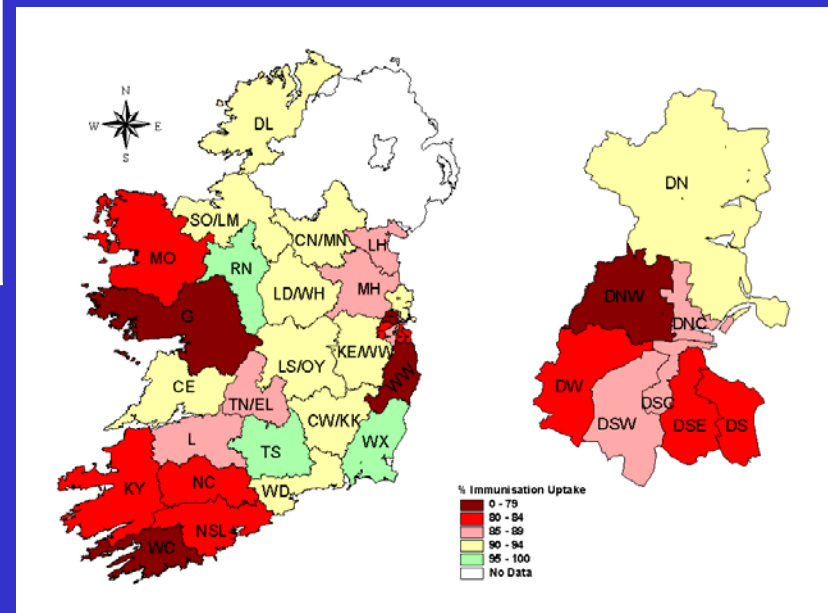 N
W E
S
DL
DN
SO/LM
CN/MN
LH
MO
RN
MH
LD/WH
DNW
G
DNC
KE/WW
LS/OY
WW
CE
DW
TN/EL
DSC
CW/KK
DSW
DSE
DS
L
WX
TS
KY
NC
WD
NSL
WC
% Immunisation Uptake
0 - 79
80 - 84
85 - 89
90 - 94
95 - 100
No Data